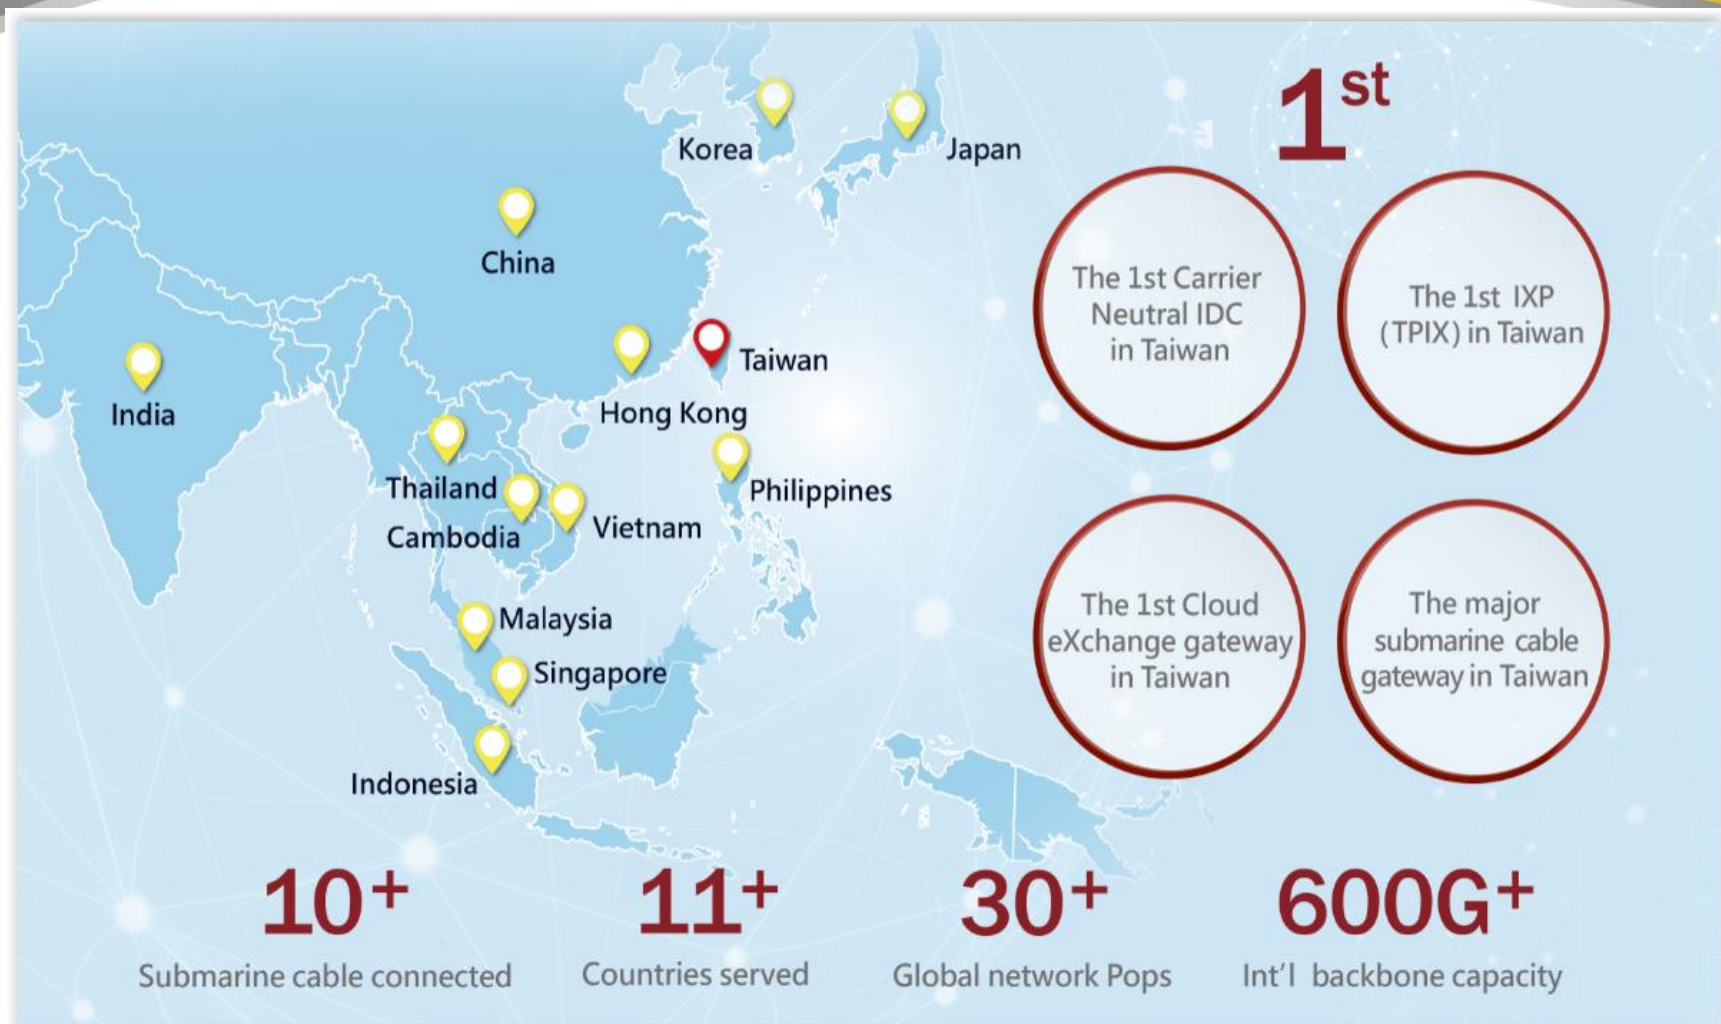 1st
Korea
Japan
China
Taiwan
India
Hong Kong
Thailand
Philippines
Cambodia
Vietnam
Malaysia
Singapore
Indonesia
The 1st Carrier
Neutral IDC
in Taiwan
The 1st IXP
(TPIX) in Taiwan
The 1st Cloud
eXchange gateway
in Taiwan
The major
submarine cable
gateway in Taiwan
10+
Submarine cable connected
11+
Countries served
30+
Global network Pops
600G+
Int'l backbone capacity